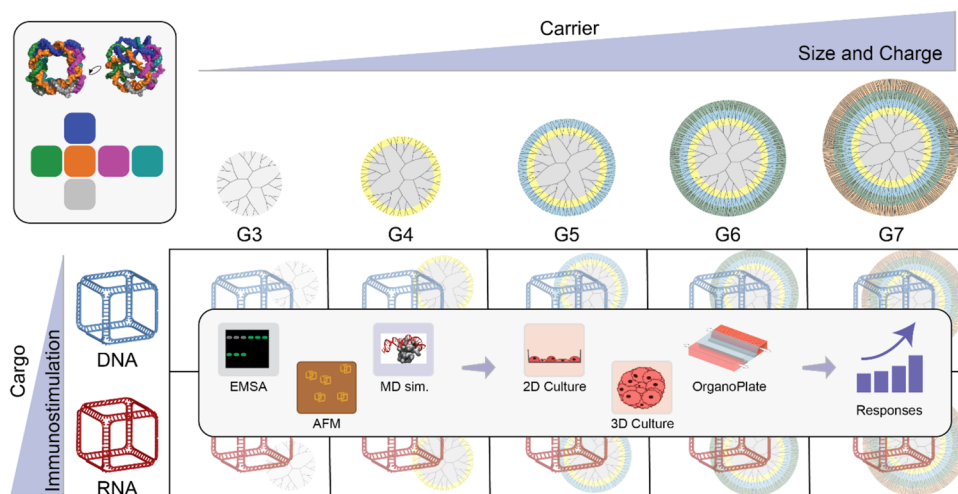 Carrier
Size and Charge
G3
G4
G5
G6
G7
Cargo
Immunostimulation
DNA
RNA
EMSA
AFM
MD sim.
2D Culture
3D Culture
OrganoPlate
Responses